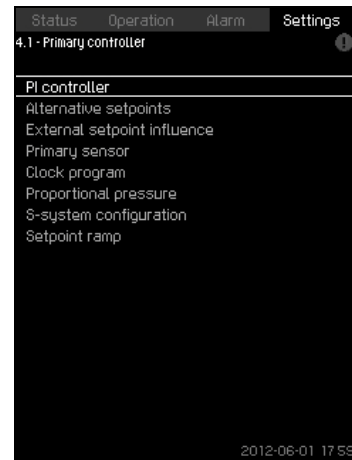 Status Operation Alarm Settings
4.1 - Primary controller
PI controller
Alternative setpoints
External setpoint influence
Primary sensor
Clock program
Proportional pressure
S-system configuration
Setpoint ramp
2012-06-01 17:59